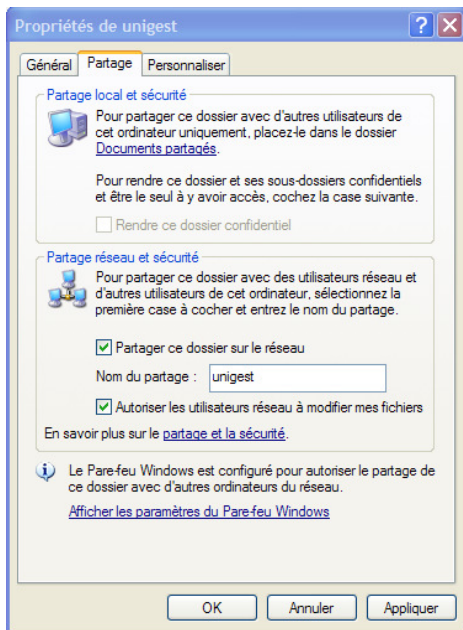 Propriétés de unigest
Général Partage Personnaliser
Partage local et sécurité
Pour partager ce dossier avec d'autres utilisateurs de
cet ordinateur uniquement, placez-le dans le dossier
Documents partagés.
Pour rendre ce dossier et ses sous-dossiers confidentiels
et être le seul à y avoir accès, cochez la case suivante.
Rendre ce dossier confidentiel
Partage réseau et sécurité
Pour partager ce dossier avec des utilisateurs réseau et
d'autres utilisateurs de cet ordinateur, sélectionnez la
première case à cocher et entrez le nom du partage.
Partager ce dossier sur le réseau
Nom du partage : unigest
Autoriser les utilisateurs réseau à modifier mes fichiers
En savoir plus sur le partage et la sécurité.
Le Pare-feu Windows est configuré pour autoriser le partage de
ce dossier avec d'autres ordinateurs du réseau.
Afficher les paramètres du Pare-feu Windows
OK Annuler Appliquer